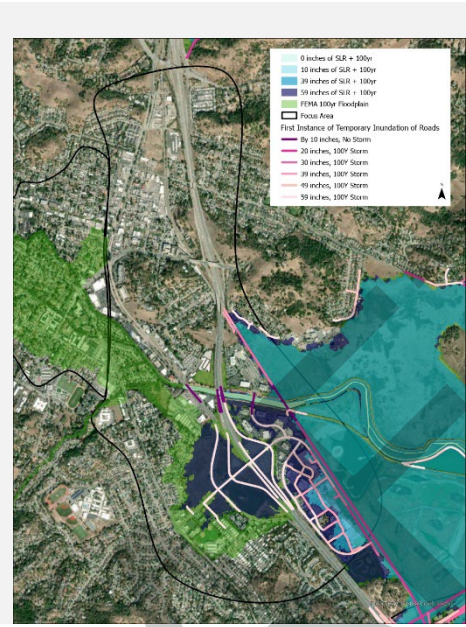 0 inches of SLR + 100yr
10 inches of SLR + 100yr
39 inches of SLR + 100yr
59 inches of SLR + 100yr
FEMA 100yr Floodplain
Focus Area
First Instance of Temporary Inundation of Roads
By 10 inches, No Storm
20 inches, 100Y Storm
30 inches, 100Y Storm
39 inches, 100Y Storm
49 inches, 100Y Storm
59 inches, 100Y Storm